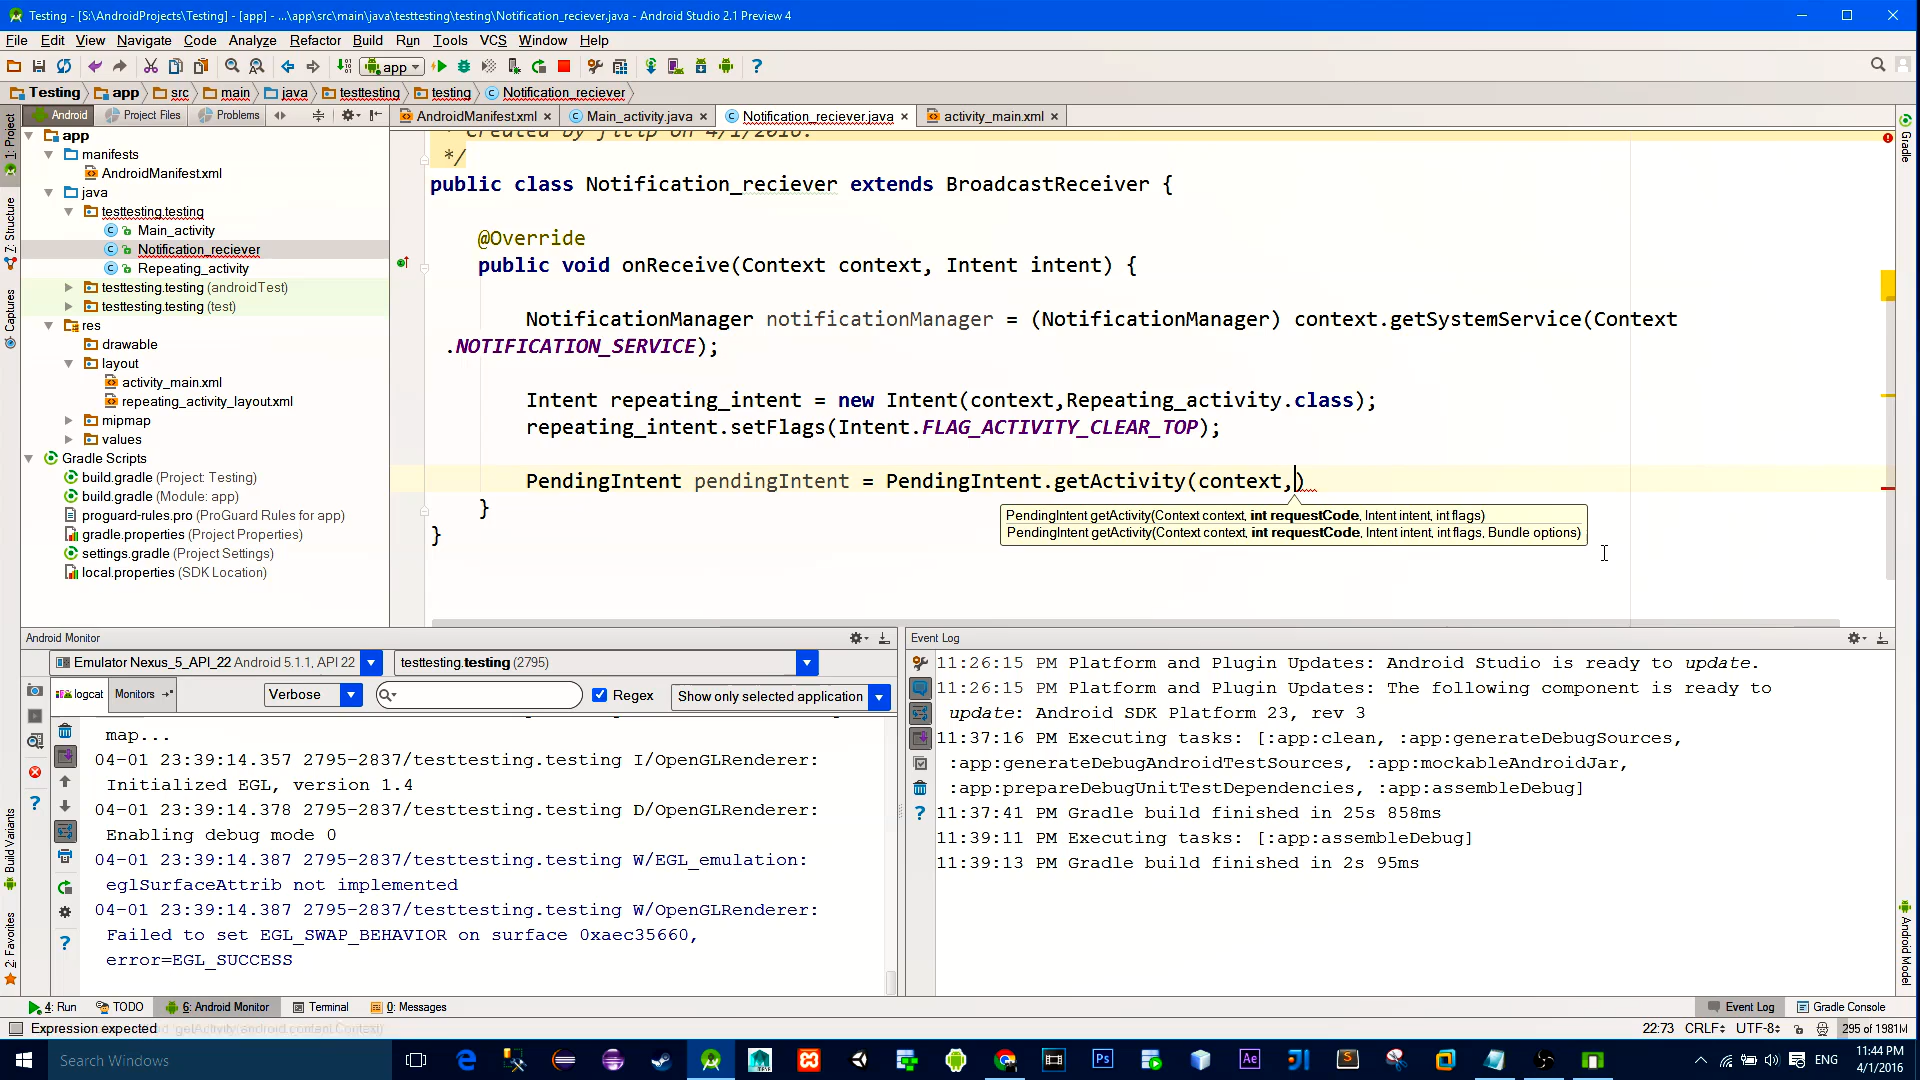 Testing - [S:\AndroidProjects\Testing] - [app] - ...\app\src\main\java\testtesting\testing\Notification_reciever.java - Android Studio 2.1 Preview 4
File Edit View Navigate Code Analyze Refactor Build Run Tools VCS Window Help
app
Testing app src main java testtesting testing Notification_reciever
Android Project Files Problems
AndroidManifest.xml Main_activity.java Notification_reciever.java activity_main.xml
1: Project
7: Structure
Captures
Build Variants
2: Favorites
app
manifests
AndroidManifest.xml
java
testtesting.testing
Main_activity
Notification_reciever
Repeating_activity
testtesting.testing (androidTest)
testtesting.testing (test)
res
drawable
layout
activity_main.xml
repeating_activity_layout.xml
mipmap
values
Gradle Scripts
build.gradle (Project: Testing)
build.gradle (Module: app)
proguard-rules.pro (ProGuard Rules for app)
gradle.properties (Project Properties)
settings.gradle (Project Settings)
local.properties (SDK Location)
*/
public class Notification_reciever extends BroadcastReceiver {
@Override
public void onReceive(Context context, Intent intent) {
NotificationManager notificationManager = (NotificationManager) context.getSystemService(Context
.NOTIFICATION_SERVICE);
Intent repeating_intent = new Intent(context,Repeating_activity.class);
repeating_intent.setFlags(Intent.FLAG_ACTIVITY_CLEAR_TOP);
PendingIntent pendingIntent = PendingIntent.getActivity(context,)
}
}
PendingIntent getActivity(Context context, int requestCode, Intent intent, int flags)
PendingIntent getActivity(Context context, int requestCode, Intent intent, int flags, Bundle options)
Gradle
Android Model
Android Monitor
Emulator Nexus_5_API_22 Android 5.1.1, API 22 testtesting.testing (2795)
logcat Monitors Verbose Regex Show only selected application
map...
04-01 23:39:14.357 2795-2837/testtesting.testing I/OpenGLRenderer:
Initialized EGL, version 1.4
04-01 23:39:14.378 2795-2837/testtesting.testing D/OpenGLRenderer:
Enabling debug mode 0
04-01 23:39:14.387 2795-2837/testtesting.testing W/EGL_emulation:
eglSurfaceAttrib not implemented
04-01 23:39:14.387 2795-2837/testtesting.testing W/OpenGLRenderer:
Failed to set EGL_SWAP_BEHAVIOR on surface 0xaec35660,
error=EGL_SUCCESS
Event Log
11:26:15 PM Platform and Plugin Updates: Android Studio is ready to update.
11:26:15 PM Platform and Plugin Updates: The following component is ready to
update: Android SDK Platform 23, rev 3
11:37:16 PM Executing tasks: [:app:clean, :app:generateDebugSources,
:app:generateDebugAndroidTestSources, :app:mockableAndroidJar,
:app:prepareDebugUnitTestDependencies, :app:assembleDebug]
11:37:41 PM Gradle build finished in 25s 858ms
11:39:11 PM Executing tasks: [:app:assembleDebug]
11:39:13 PM Gradle build finished in 2s 95ms
4: Run TODO 6: Android Monitor Terminal 0: Messages Event Log Gradle Console
Expression expected 22:73 CRLF UTF-8 295 of 1981M
Search Windows ENG 11:44 PM
4/1/2016